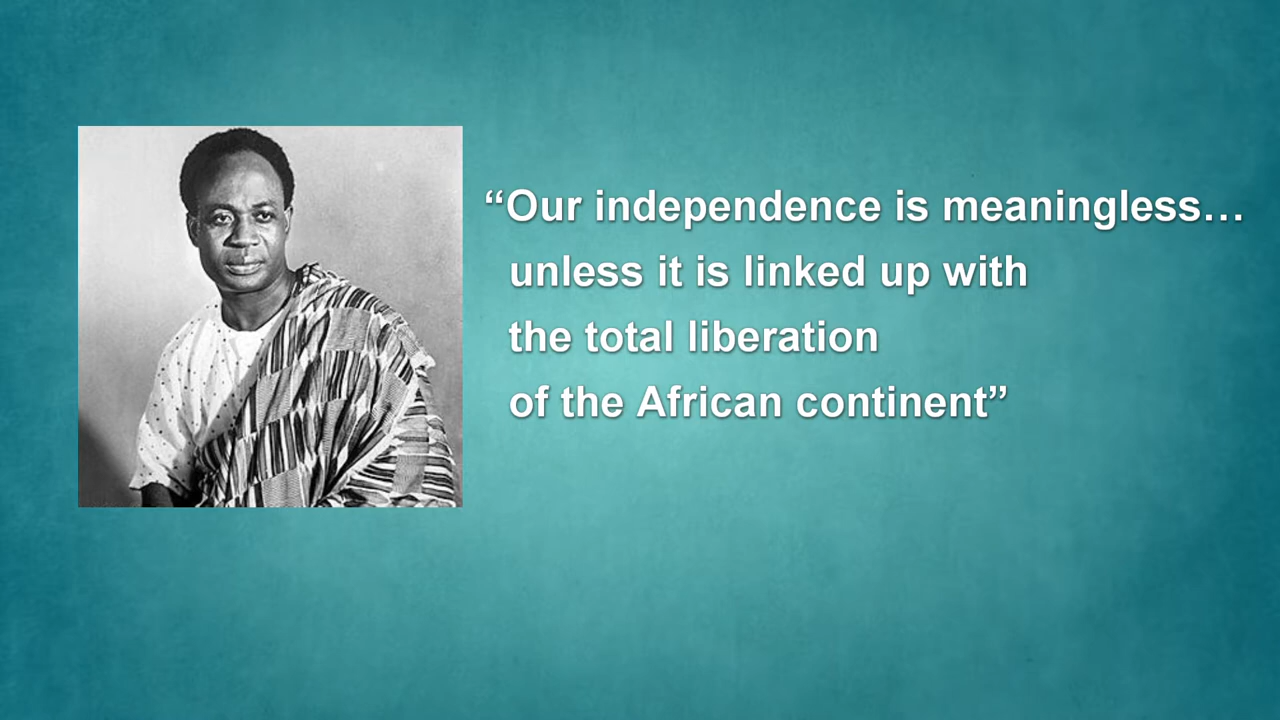 “Our independence is meaningless…
unless it is linked up with
the total liberation
of the African continent”